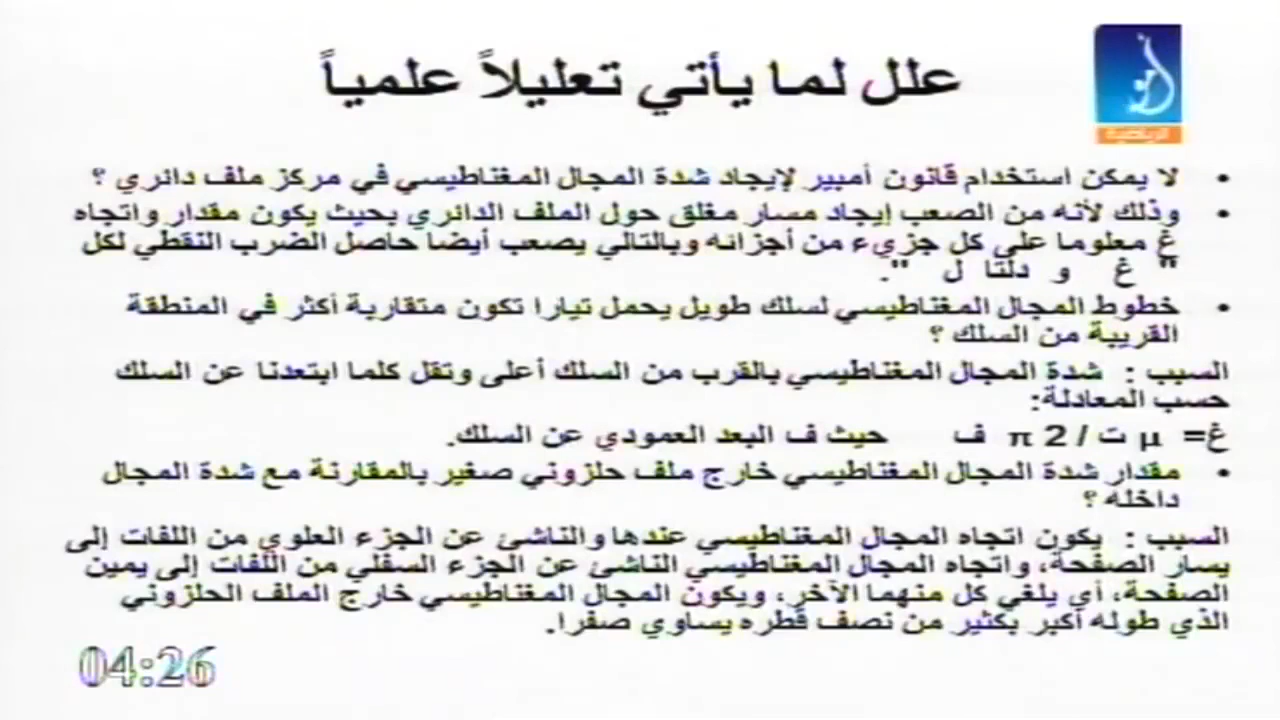 علل لما يأتي تعليلاً علمياً
الرياضية
• لا يمكن استخدام قانون أمبير لإيجاد شدة المجال المغناطيسي في مركز ملف دائري ؟
• وذلك لأنه من الصعب إيجاد مسار مغلق حول الملف الدائري بحيث يكون مقدار واتجاه
غ معلوما على كل جزيء من أجزائه وبالتالي يصعب أيضا حاصل الضرب النقطي لكل
" غ و دلتا ل ".
• خطوط المجال المغناطيسي لسلك طويل يحمل تيارا تكون متقاربة أكثر في المنطقة
القريبة من السلك ؟
السبب : شدة المجال المغناطيسي بالقرب من السلك أعلى وتقل كلما ابتعدنا عن السلك
حسب المعادلة:
غ= μ ت / 2 π ف حيث ف البعد العمودي عن السلك.
• مقدار شدة المجال المغناطيسي خارج ملف حلزوني صغير بالمقارنة مع شدة المجال
داخله ؟
السبب : يكون اتجاه المجال المغناطيسي عندها والناشئ عن الجزء العلوي من اللفات إلى
يسار الصفحة، واتجاه المجال المغناطيسي الناشئ عن الجزء السفلي من اللفات إلى يمين
الصفحة، أي يلغي كل منهما الآخر، ويكون المجال المغناطيسي خارج الملف الحلزوني
الذي طوله أكبر بكثير من نصف قطره يساوي صفرا.
04:26